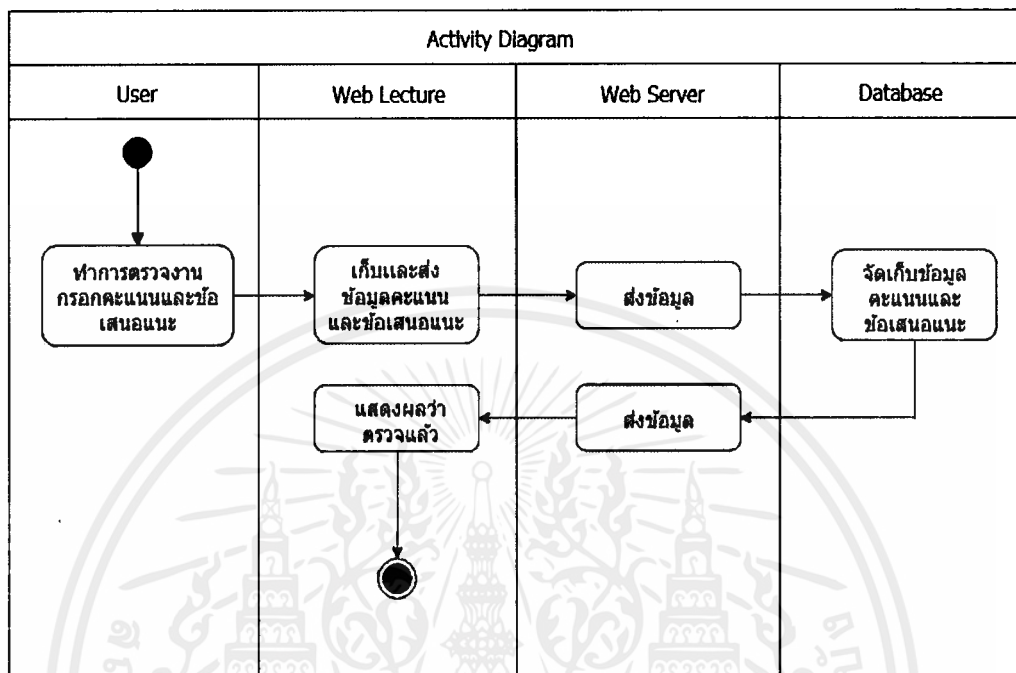 Activity Diagram
User
Web Lecture
Web Server
Database
ทำการตรวจงาน
กรอกคะแนนและข้อ
เสนอแนะ
เก็บและส่ง
ข้อมูลคะแนน
และข้อเสนอแนะ
ส่งข้อมูล
จัดเก็บข้อมูล
คะแนนและ
ข้อเสนอแนะ
แสดงผลว่า
ตรวจแล้ว
ส่งข้อมูล